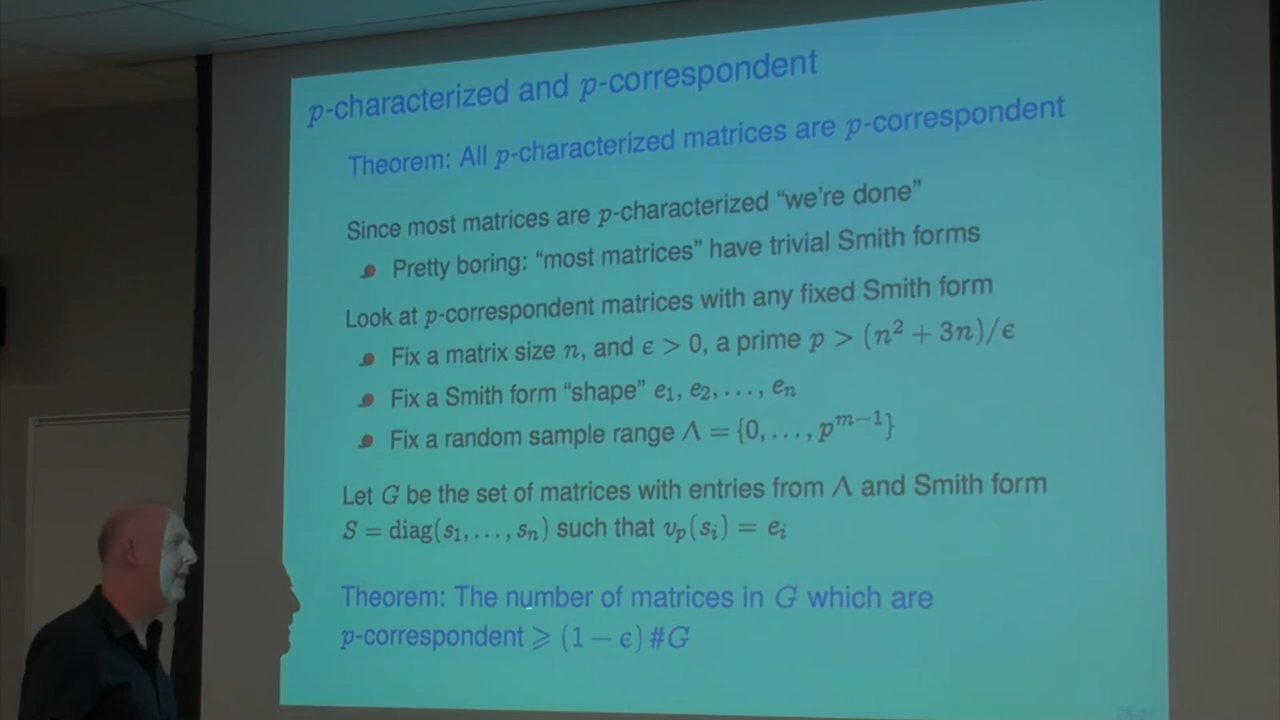 p-characterized and p-correspondent
Theorem: All p-characterized matrices are p-correspondent
Since most matrices are p-characterized “we’re done”
Pretty boring: “most matrices” have trivial Smith forms
Look at p-correspondent matrices with any fixed Smith form
Fix a matrix size n, and ϵ > 0, a prime p > (n² + 3n)/ϵ
Fix a Smith form “shape” e₁, e₂, . . . , eₙ
Fix a random sample range Λ = {0, . . . , pᵐ⁻¹}
Let G be the set of matrices with entries from Λ and Smith form
S = diag(s₁, . . . , sₙ) such that vₚ(sᵢ) = eᵢ
Theorem: The number of matrices in G which are
p-correspondent ⩾ (1 − ϵ) #G